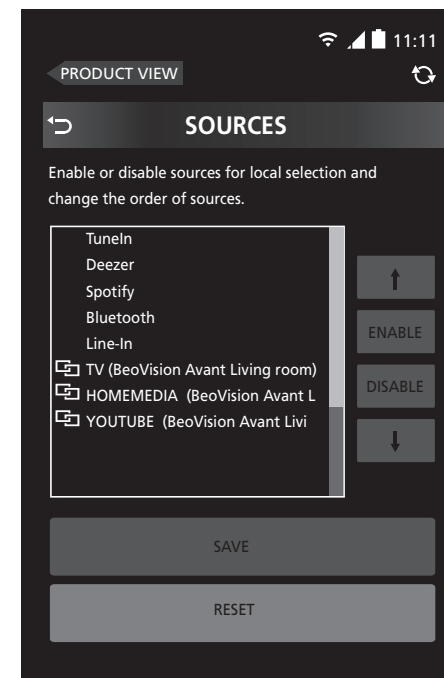 11:11
PRODUCT VIEW
SOURCES
Enable or disable sources for local selection and
change the order of sources.
TuneIn
Deezer
Spotify
Bluetooth
Line-In
TV (BeoVision Avant Living room)
HOMEMEDIA (BeoVision Avant L
YOUTUBE (BeoVision Avant Livi
ENABLE
DISABLE
SAVE
RESET